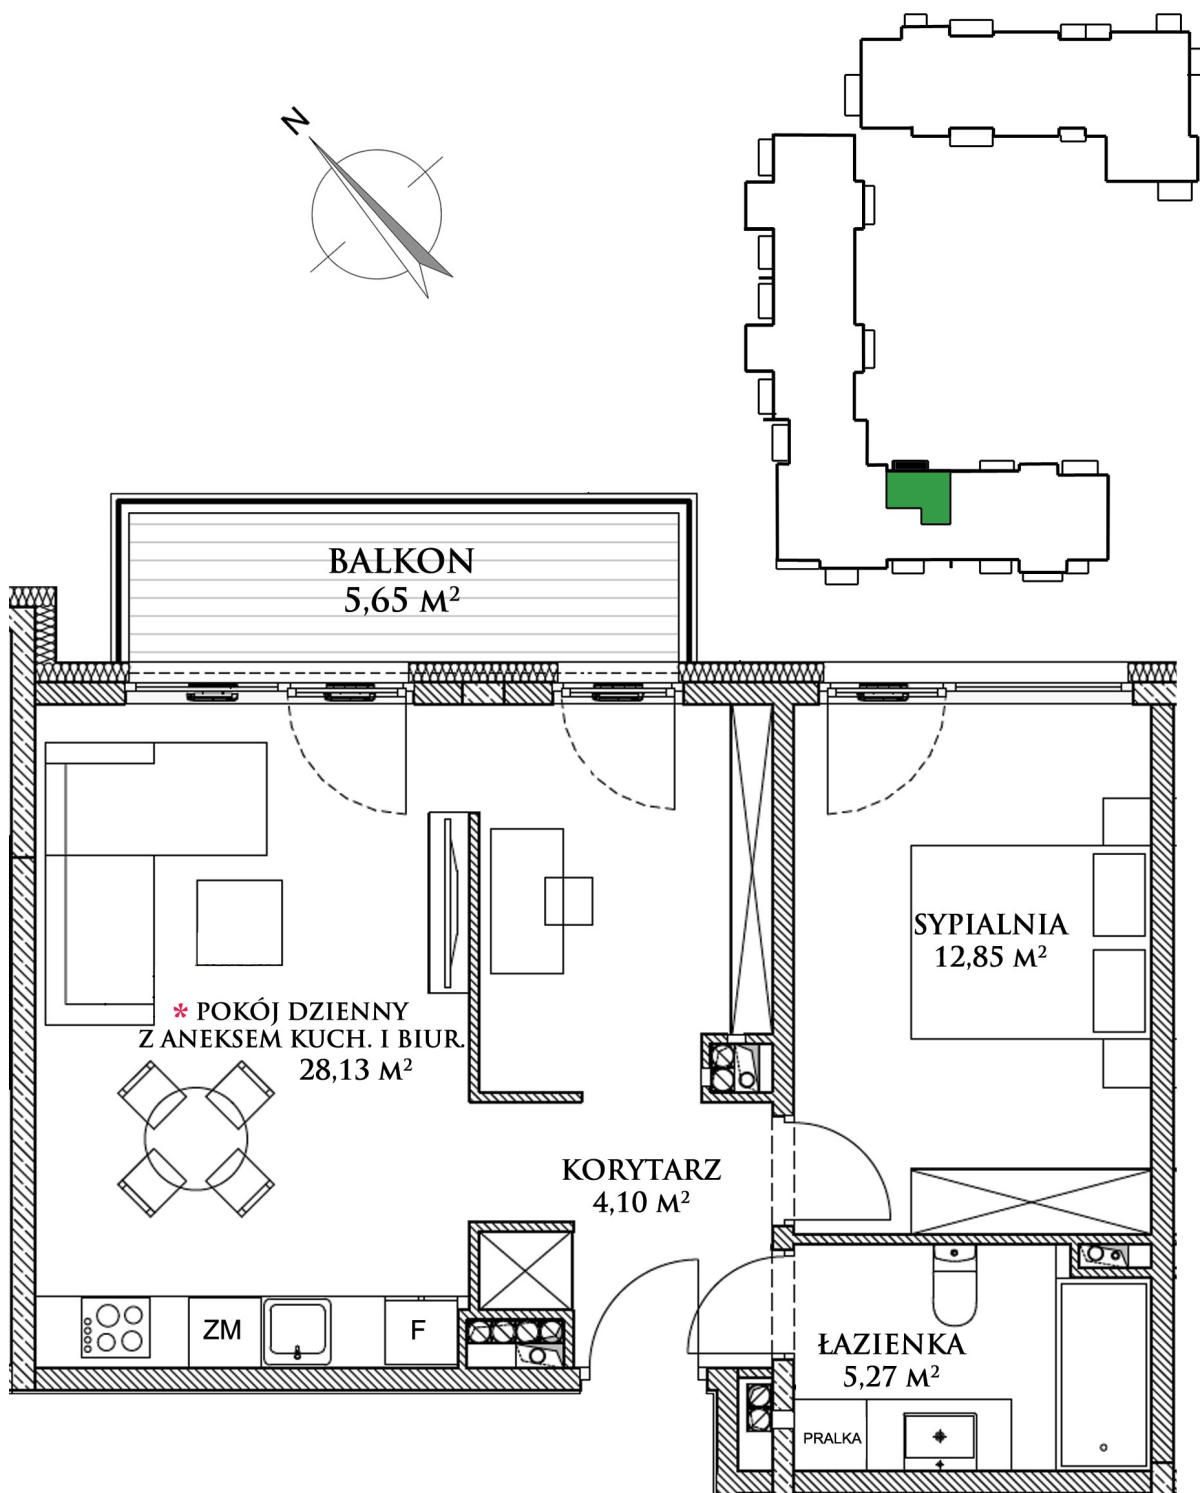 N
BALKON
5,65 M²
SYPIALNIA
12,85 M²
* POKÓJ DZIENNY
Z ANEKSEM KUCH. I BIUR.
28,13 M²
KORYTARZ
4,10 M²
ZM
F
ŁAZIENKA
5,27 M²
PRALKA